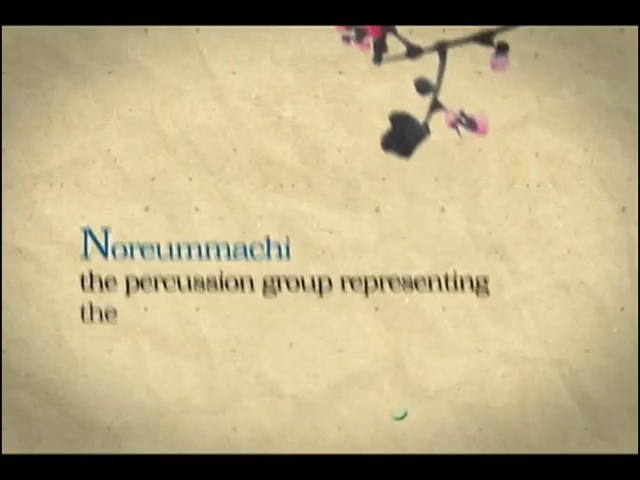 Noreummachi
the percussion group representing
the